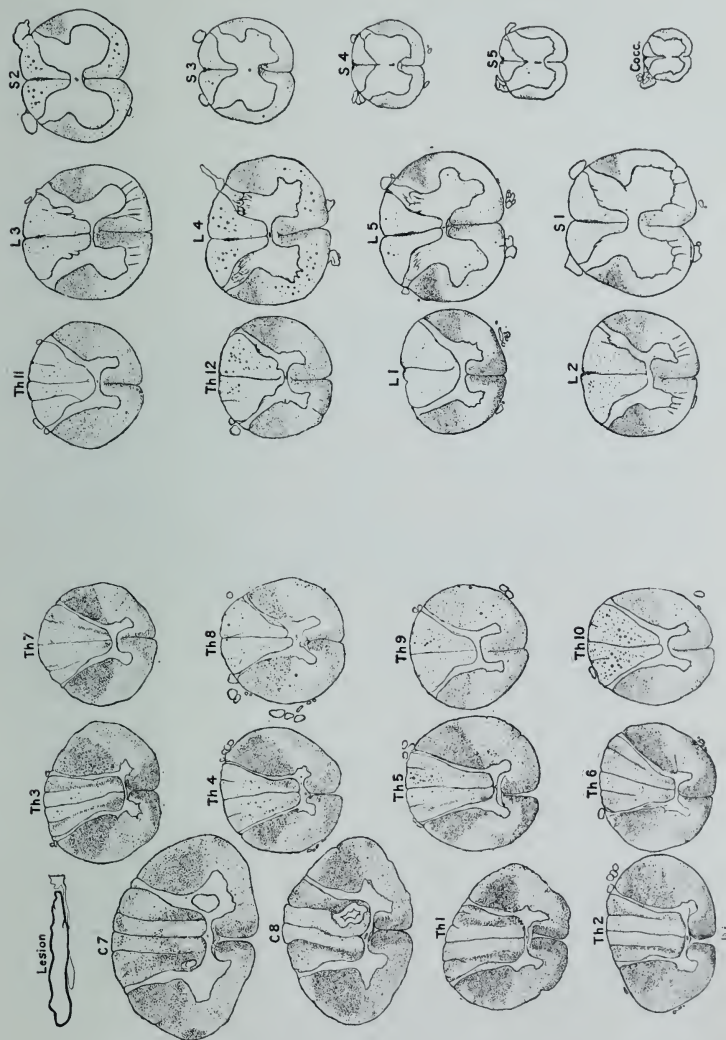 Lesion
C7
C8
Th1
Th2
Th3
Th4
Th5
Th6
Th7
Th8
Th9
Th10
Th11
Th12
L1
L2
L3
L4
L5
S1
S2
S3
S4
S5
Cocc.